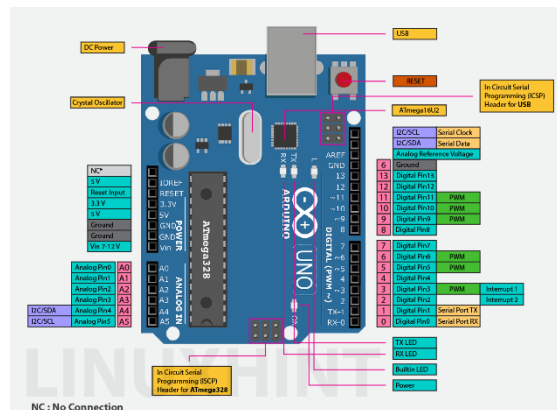 DC Power
USB
RESET
In Circuit Serial
Programming (ICSP)
Header for USB
Crystal Oscillator
ATmega16U2
I2C/SCL Serial Clock
I2C/SDA Serial Data
Analog Reference Voltage
6 Ground
13 Digital Pin13
12 Digital Pin12
11 Digital Pin11 PWM
10 Digital Pin10 PWM
9 Digital Pin9 PWM
8 Digital Pin8
7 Digital Pin7
6 Digital Pin6 PWM
5 Digital Pin5 PWM
4 Digital Pin4
3 Digital Pin3 PWM Interrupt 1
2 Digital Pin2 Interrupt 2
1 Digital Pin1 Serial Port TX
0 Digital Pin0 Serial Port RX
NC*
5 V
Reset Input
3.3 V
5V
Ground
Ground
Vin 7-12 V
Analog Pin0 A0
Analog Pin1 A1
Analog Pin2 A2
Analog Pin3 A3
I2C/SDA Analog Pin4 A4
I2C/SCL Analog Pin5 A5
IOREF
RESET
3.3V
5V
GND
GND
Vin
POWER
A0
A1
A2
A3
A4
A5
ANALOG IN
ATmega328
RX
TX
L
ARDUINO
UNO
ON
AREF
GND
13
12
~11
~10
~9
8
7
~6
~5
4
~3
2
TX-1
RX-0
DIGITAL (PWM ~)
TX LED
RX LED
Builtin LED
Power
In Circuit Serial
Programming (ISCP)
Header for ATmega328
LINUXHINT
NC : No Connection